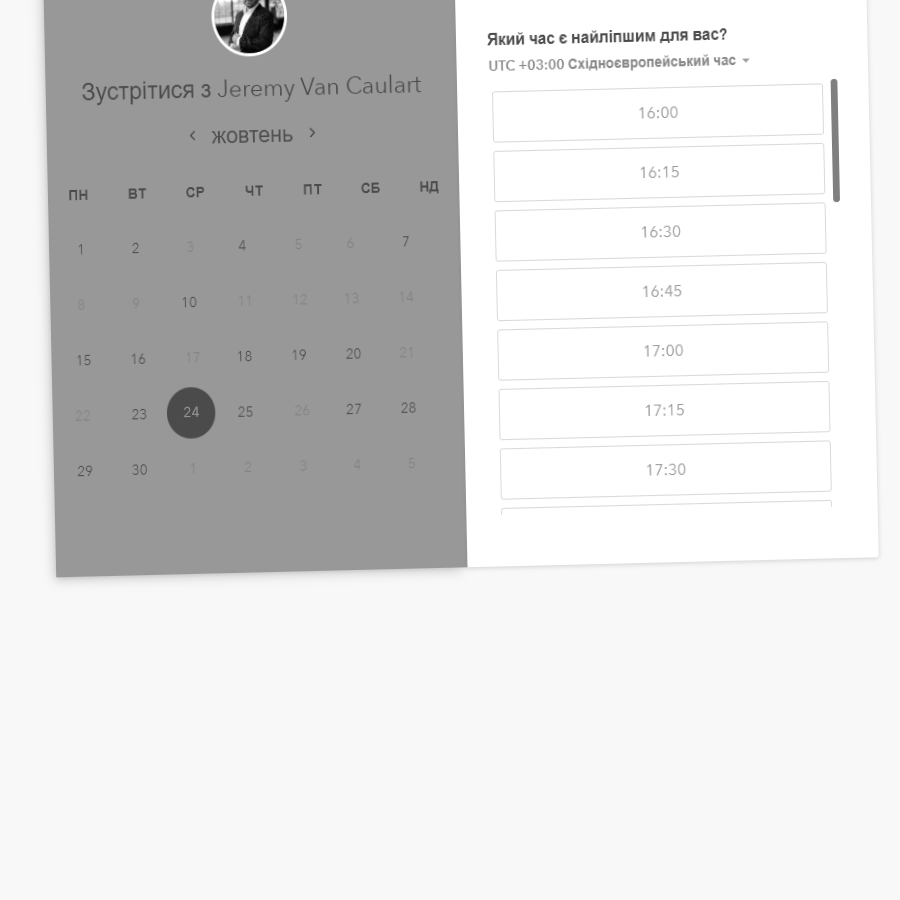 Зустрітися з Jeremy Van Caulart
‹ жовтень ›
ПН ВТ СР ЧТ ПТ СБ НД
1 2 3 4 5 6 7
8 9 10 11 12 13 14
15 16 17 18 19 20 21
22 23 24 25 26 27 28
29 30 1 2 3 4 5
Який час є найліпшим для вас?
UTC +03:00 Східноєвропейський час
16:00
16:15
16:30
16:45
17:00
17:15
17:30